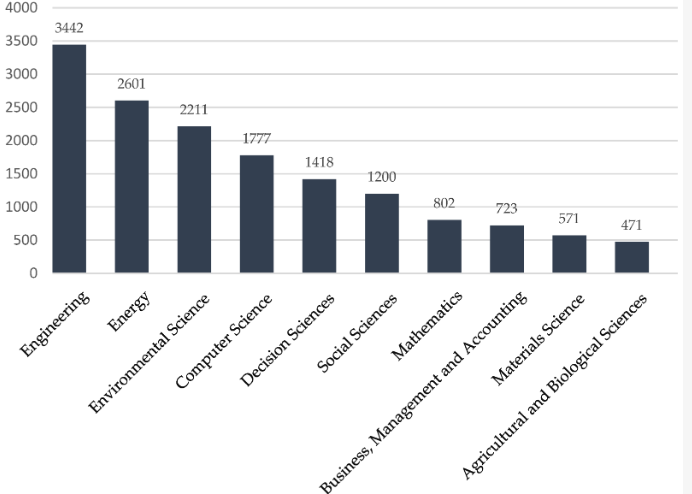 4000
3500
3000
2500
2000
1500
1000
500
0
3442
2601
2211
1777
1418
1200
802
723
571
471
Engineering
Energy
Environmental Science
Computer Science
Decision Sciences
Social Sciences
Mathematics
Business, Management and Accounting
Materials Science
Agricultural and Biological Sciences